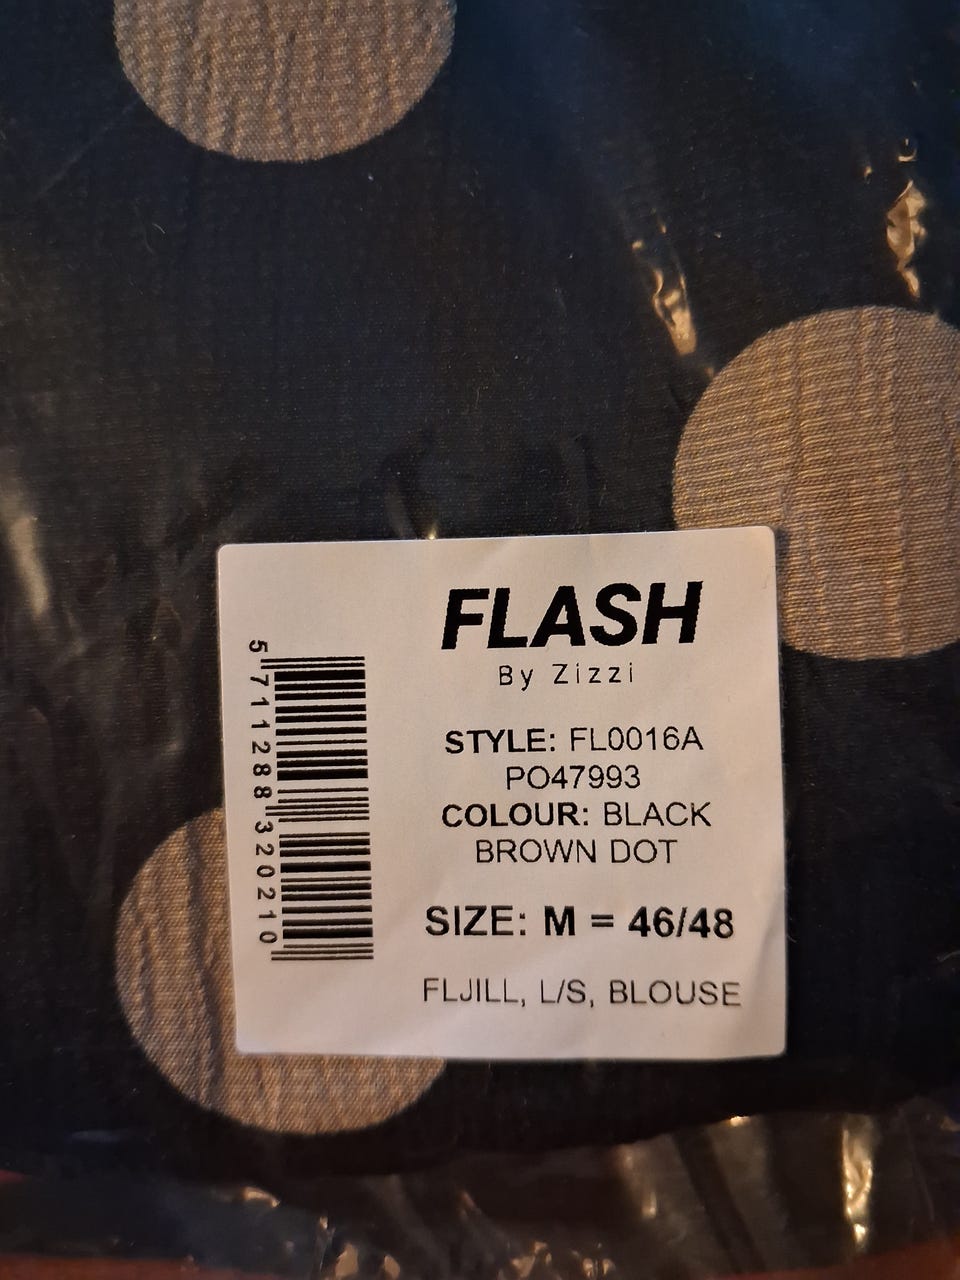 FLASH
By Zizzi
STYLE: FL0016A
PO47993
COLOUR: BLACK
BROWN DOT
SIZE: M = 46/48
FLJILL, L/S, BLOUSE
5711288320210